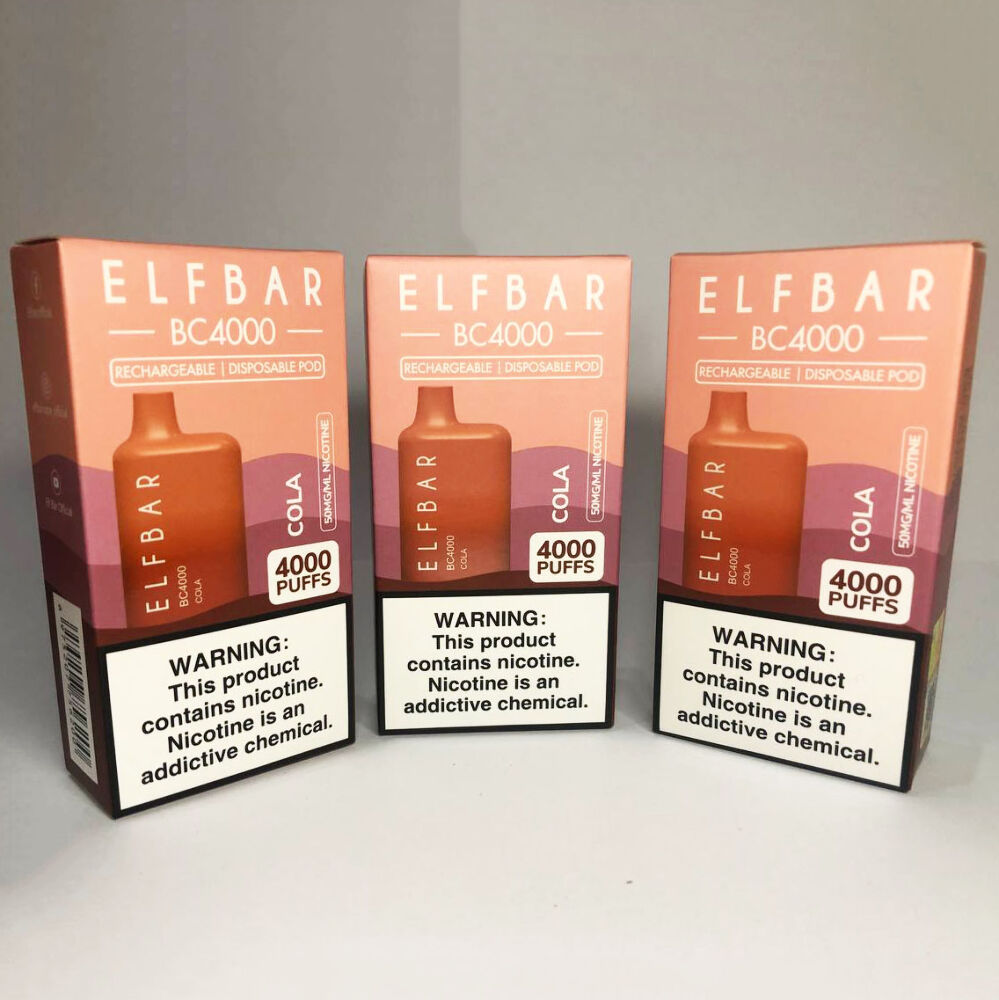 ELFBAR
BC4000
RECHARGEABLE | DISPOSABLE POD
ELFBAR
BC4000
COLA
COLA
50MG/ML NICOTINE
4000
PUFFS
WARNING:
This product
contains nicotine.
Nicotine is an
addictive chemical.
ELFBAR
BC4000
RECHARGEABLE | DISPOSABLE POD
ELFBAR
BC4000
COLA
COLA
50MG/ML NICOTINE
4000
PUFFS
WARNING:
This product
contains nicotine.
Nicotine is an
addictive chemical.
ELFBAR
BC4000
RECHARGEABLE | DISPOSABLE POD
ELFBAR
BC4000
COLA
COLA
50MG/ML NICOTINE
4000
PUFFS
WARNING:
This product
contains nicotine.
Nicotine is an
addictive chemical.